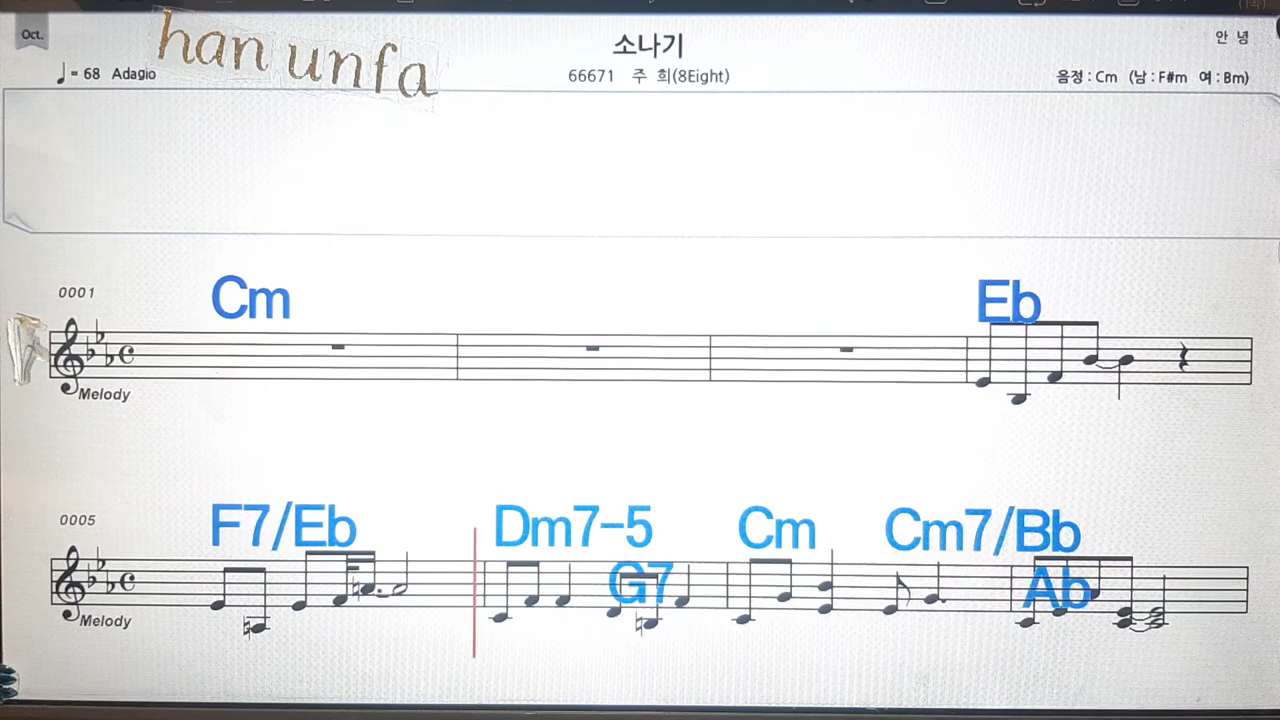 Oct.
han unfa
소나기
안 녕
♩= 68 Adagio
66671 주 희(8Eight)
음정 : Cm (남 : F#m 여 : Bm)
0001
Cm
Eb
Melody
0005
F7/Eb
Dm7-5
G7
Cm
Cm7/Bb
Ab
Melody